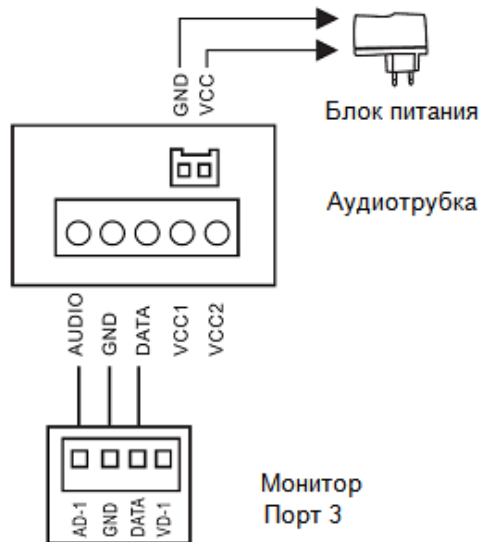 GND
VCC
Блок питания
Аудиотрубка
AUDIO
GND
DATA
VCC1
VCC2
AD-1
GND
DATA
VD-1
Монитор
Порт 3